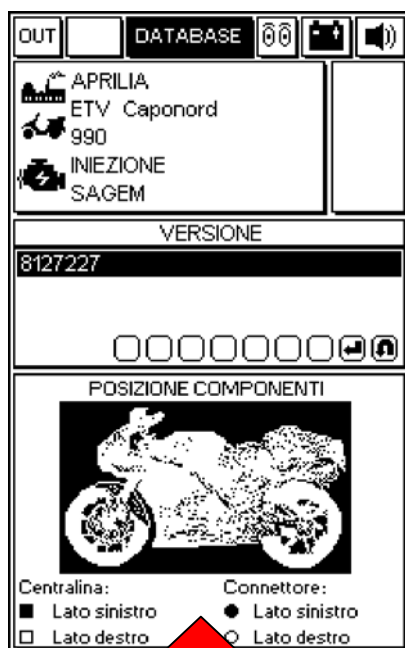 OUT DATABASE
APRILIA
ETV Caponord
990
INIEZIONE
SAGEM
VERSIONE
8127227
POSIZIONE COMPONENTI
Centralina: Connettore:
■ Lato sinistro ● Lato sinistro
□ Lato destro ○ Lato destro